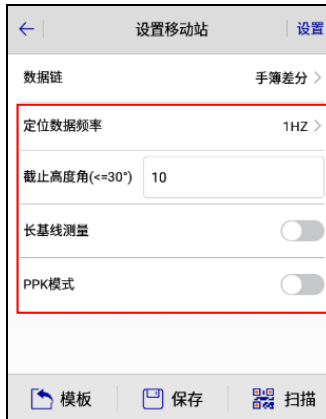 设置移动站 设置
数据链 手簿差分
定位数据频率 1HZ
截止高度角(<=30°) 10
长基线测量
PPK模式
模板 保存 扫描